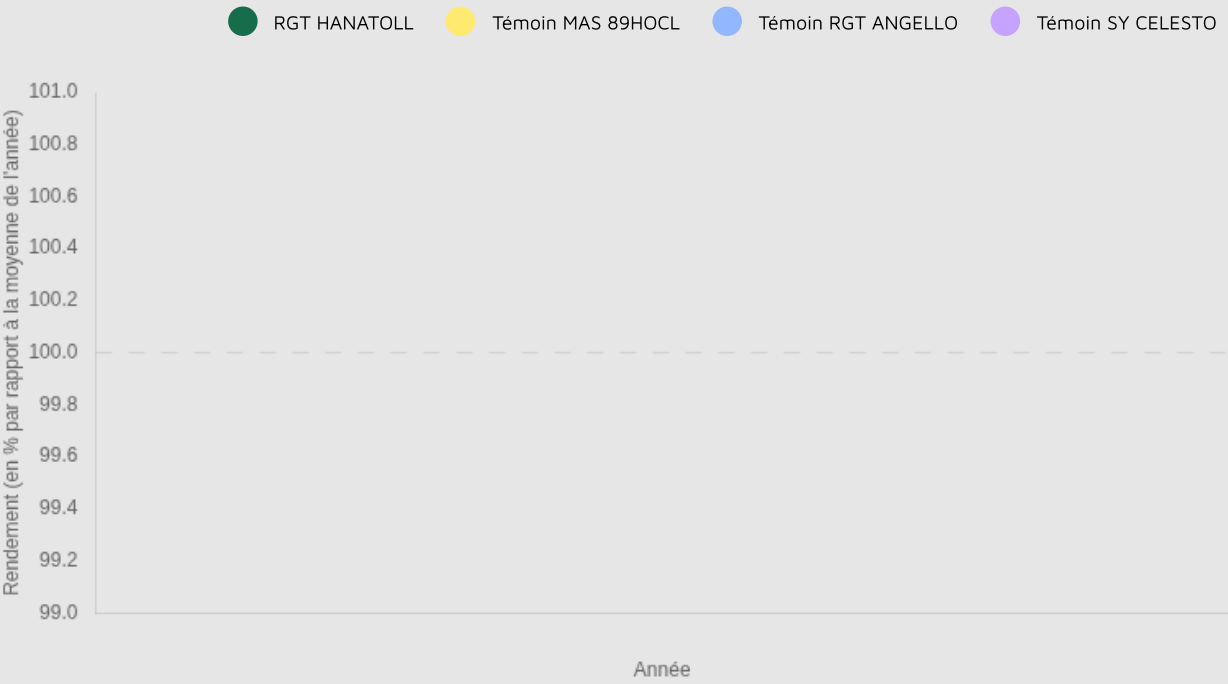 RGT HANATOLL
Témoin MAS 89HOCL
Témoin RGT ANGELLO
Témoin SY CELESTO
Rendement (en % par rapport à la moyenne de l'année)
101.0
100.8
100.6
100.4
100.2
100.0
99.8
99.6
99.4
99.2
99.0
Année